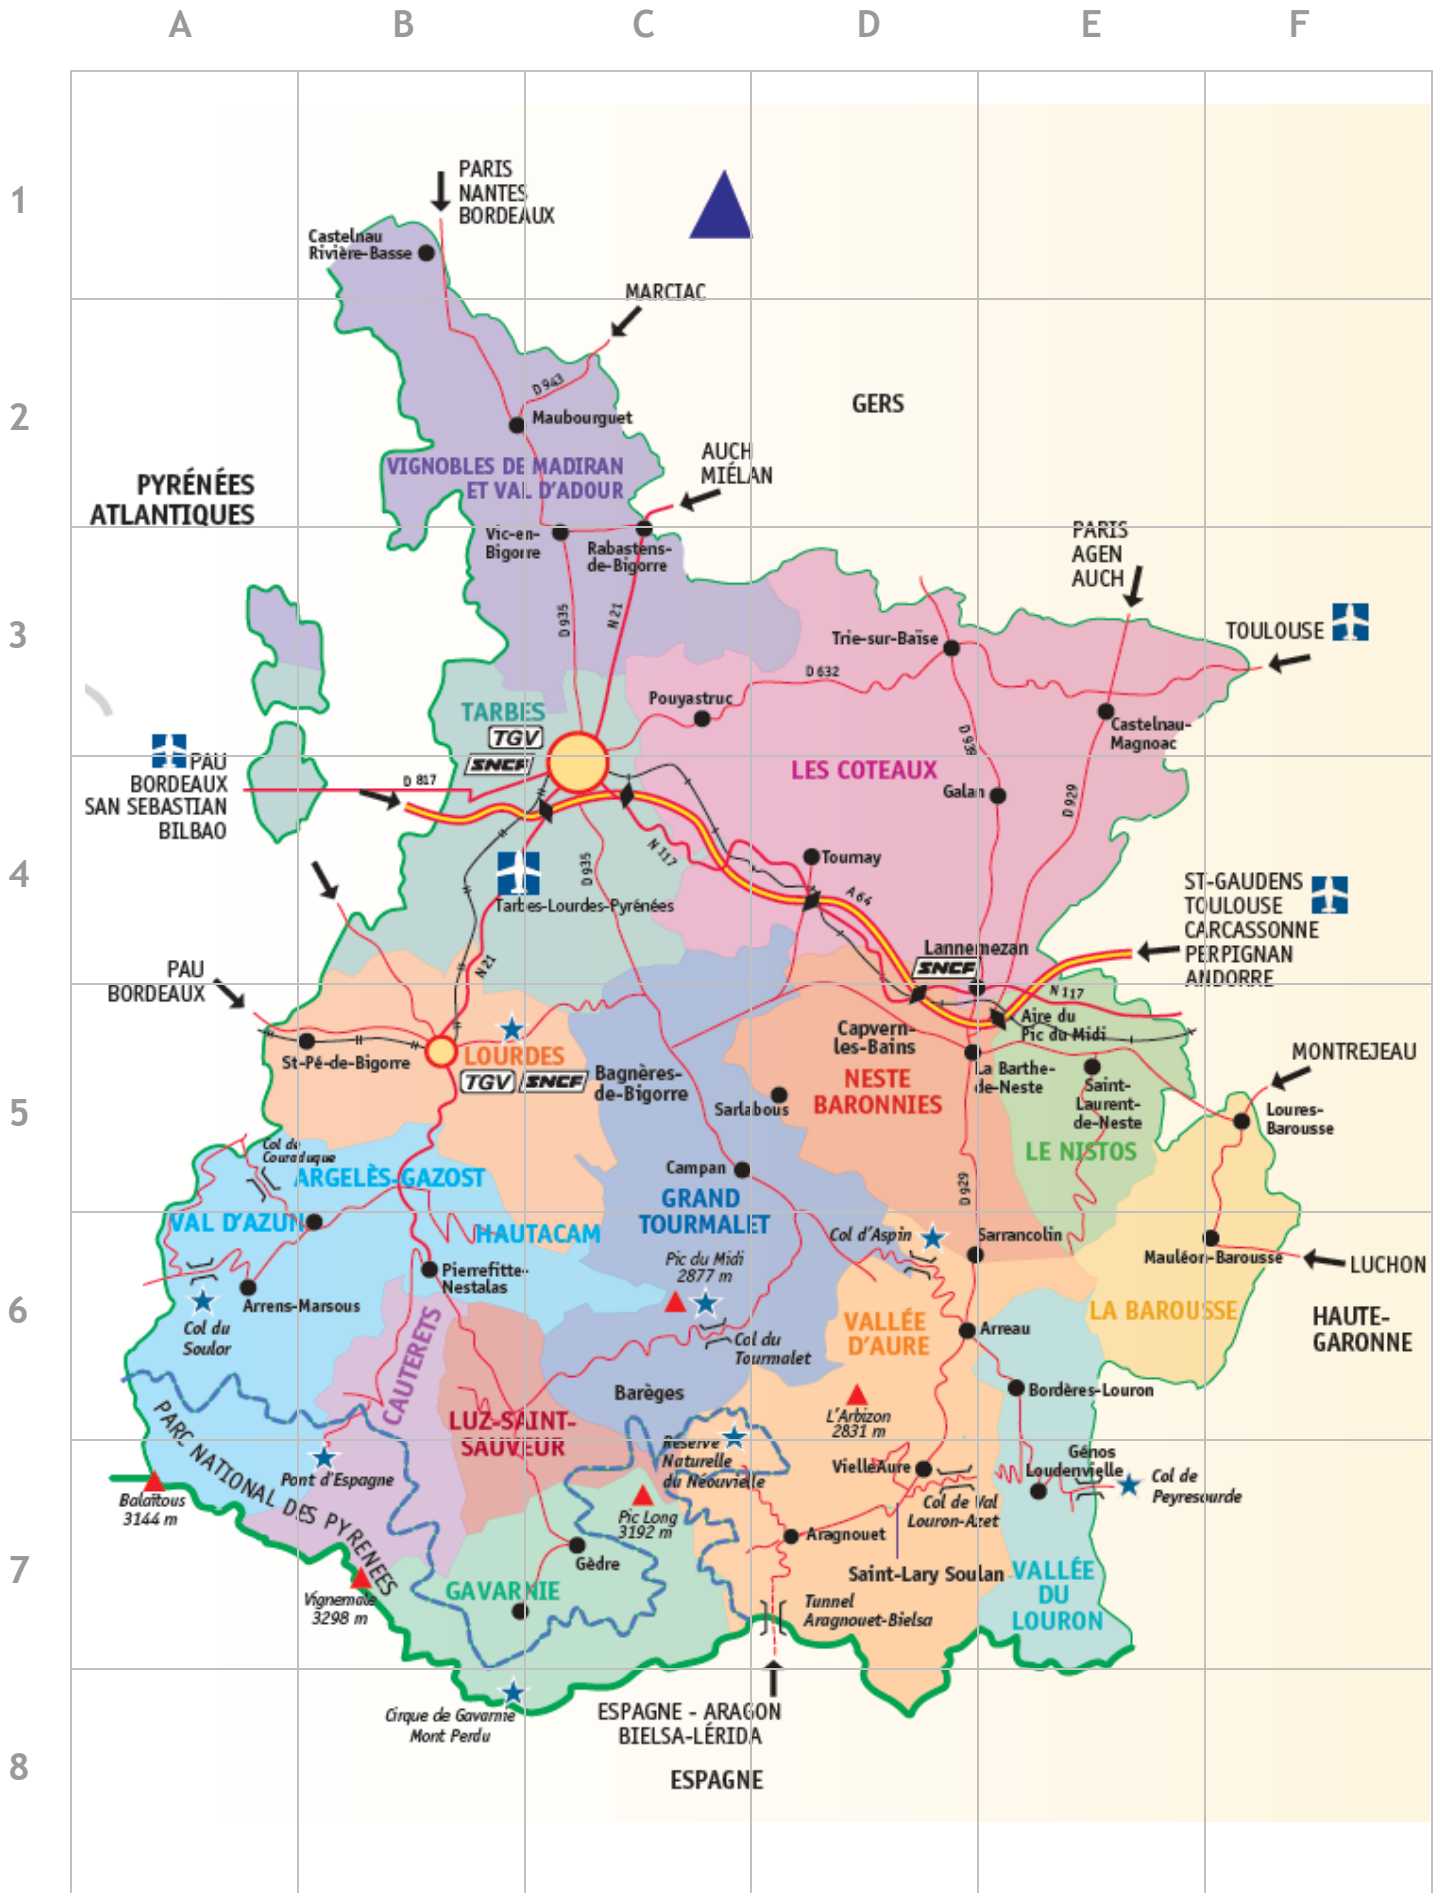 A B C D E F
1
PARIS
NANTES
BORDEAUX
Castelnau
Rivière-Basse
MARCIAC
D 943
2
GERS
Maubourguet
AUCH
MIÉLAN
VIGNOBLES DE MADIRAN
ET VAL D'ADOUR
PYRÉNÉES
ATLANTIQUES
Vic-en-
Bigorre
Rabastens-
de-Bigorre
PARIS
AGEN
AUCH
3
D 935
N 21
Trie-sur-Baïse
TOULOUSE
D 632
Pouyastruc
TARBES
TGV
SNCF
Castelnau-
Magnoac
D 939
PAU
BORDEAUX
SAN SEBASTIAN
BILBAO
D 817
LES COTEAUX
Galan
D 929
4
N 117
D 935
Tournay
A 64
Tarbes-Lourdes-Pyrénées
ST-GAUDENS
TOULOUSE
CARCASSONNE
PERPIGNAN
ANDORRE
Lannemezan
SNCF
N 21
PAU
BORDEAUX
N 117
Aire du
Pic du Midi
Capvern-
les-Bains
St-Pé-de-Bigorre
LOURDES
TGV
SNCF
Bagnères-
de-Bigorre
MONTREJEAU
La Barthe-
de-Neste
NESTE
BARONNIES
Saint-
Laurent-
de-Neste
Sarlabous
Loures-
Barousse
5
Col de
Couraduque
ARGELÈS-GAZOST
Campan
LE NISTOS
D 929
GRAND
TOURMALET
VAL D'AZUN
HAUTACAM
Col d'Aspin
Sarrancolin
Mauléon-Barousse
LUCHON
Pic du Midi
2877 m
Pierrefitte-
Nestalas
Arrens-Marsous
6
Col du
Soulor
CAUTERETS
VALLÉE
D'AURE
Arreau
LA BAROUSSE
HAUTE-
GARONNE
Col du
Tourmalet
Barèges
Bordères-Louron
L'Arbizon
2831 m
LUZ-SAINT-
SAUVEUR
PARC NATIONAL DES PYRENEES
Réserve
Naturelle
du Néouvielle
Pont d'Espagne
VielleAure
Génos
Loudenvielle
Col de
Peyresourde
Balaïtous
3144 m
Pic Long
3192 m
Col de Val
Louron-Azet
Aragnouet
7
Gèdre
GAVARNIE
Saint-Lary Soulan
VALLÉE
DU
LOURON
Vignemale
3298 m
Tunnel
Aragnouet-Bielsa
Cirque de Gavarnie
Mont Perdu
ESPAGNE - ARAGON
BIELSA-LÉRIDA
8
ESPAGNE